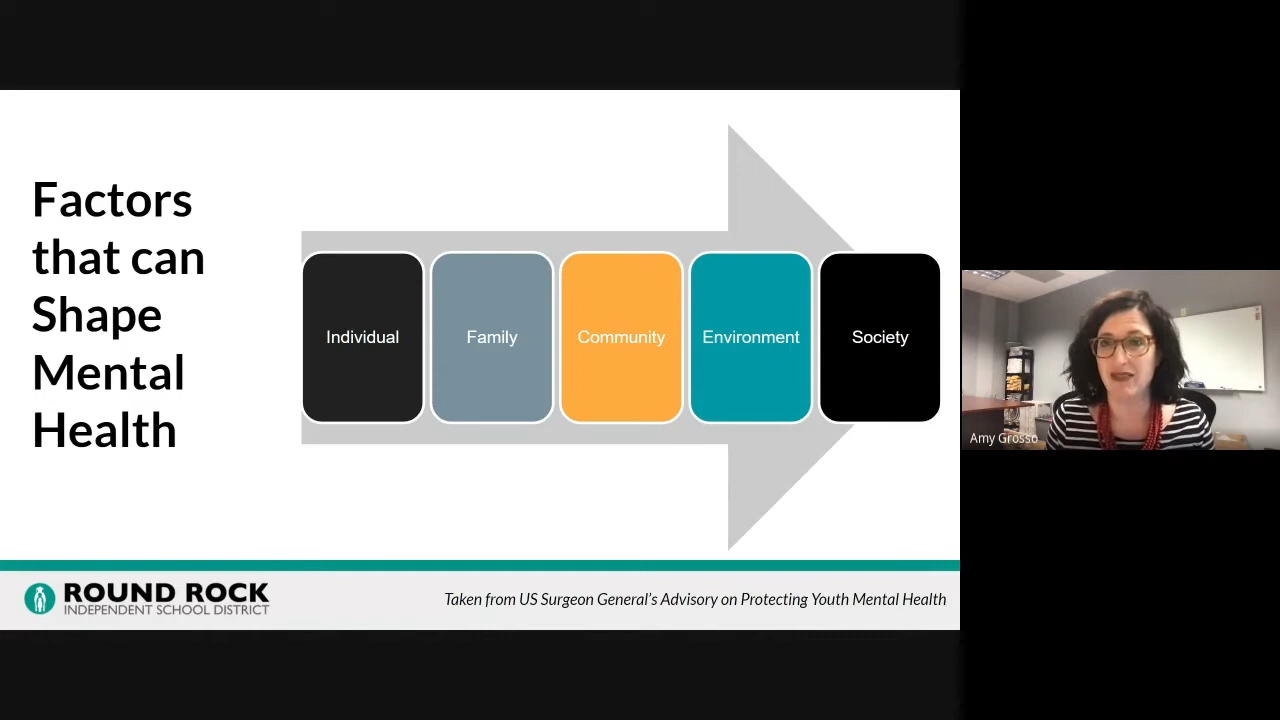 Factors
that can
Shape
Mental
Health
Individual
Family
Community
Environment
Society
ROUND ROCK
INDEPENDENT SCHOOL DISTRICT
Taken from US Surgeon General's Advisory on Protecting Youth Mental Health
Amy Grosso